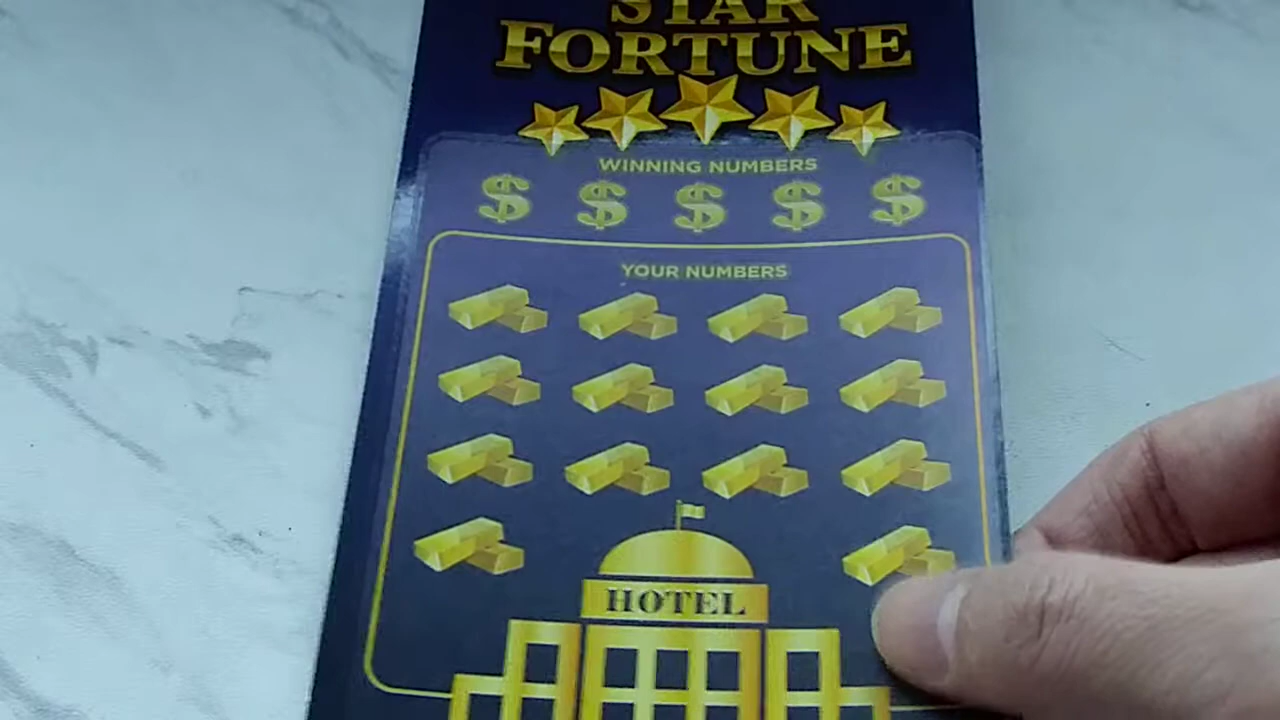 STAR
FORTUNE
WINNING NUMBERS
$ $ $ $ $
YOUR NUMBERS
HOTEL